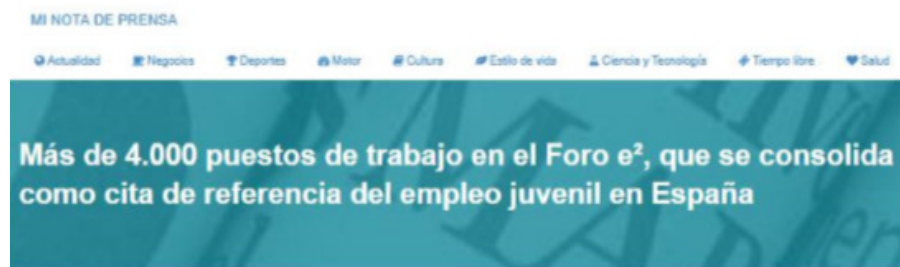 MI NOTA DE PRENSA
Actualidad Negocios Deportes Motor Cultura Estilo de vida Ciencia y Tecnología Tiempo libre Salud
Más de 4.000 puestos de trabajo en el Foro e², que se consolida
como cita de referencia del empleo juvenil en España